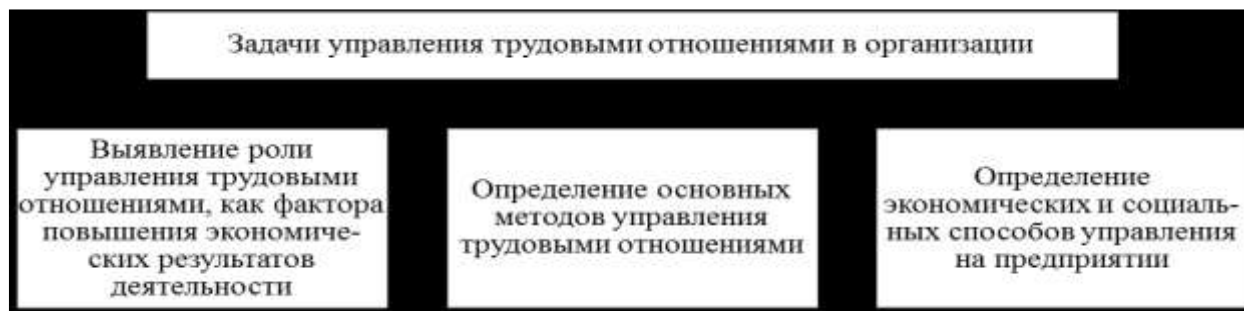 Задачи управления трудовыми отношениями в организации
Выявление роли
управления трудовыми
отношениями, как фактора
повышения экономиче-
ских результатов
деятельности
Определение основных
методов управления
трудовыми отношениями
Определение
экономических и социаль-
ных способов управления
на предприятии